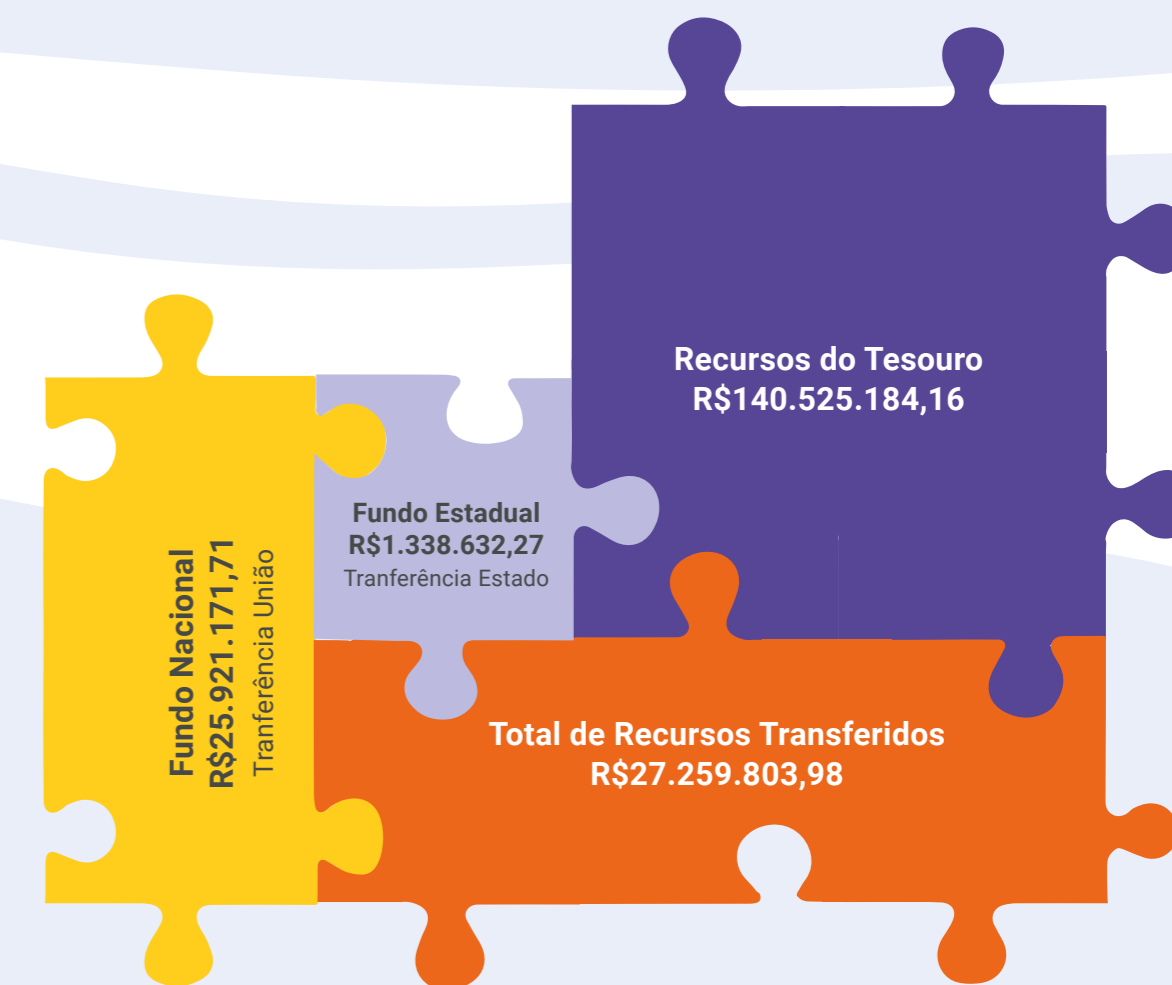 Recursos do Tesouro
R$140.525.184,16
Fundo Estadual
R$1.338.632,27
Tranferência Estado
Fundo Nacional
R$25.921.171,71
Tranferência União
Total de Recursos Transferidos
R$27.259.803,98